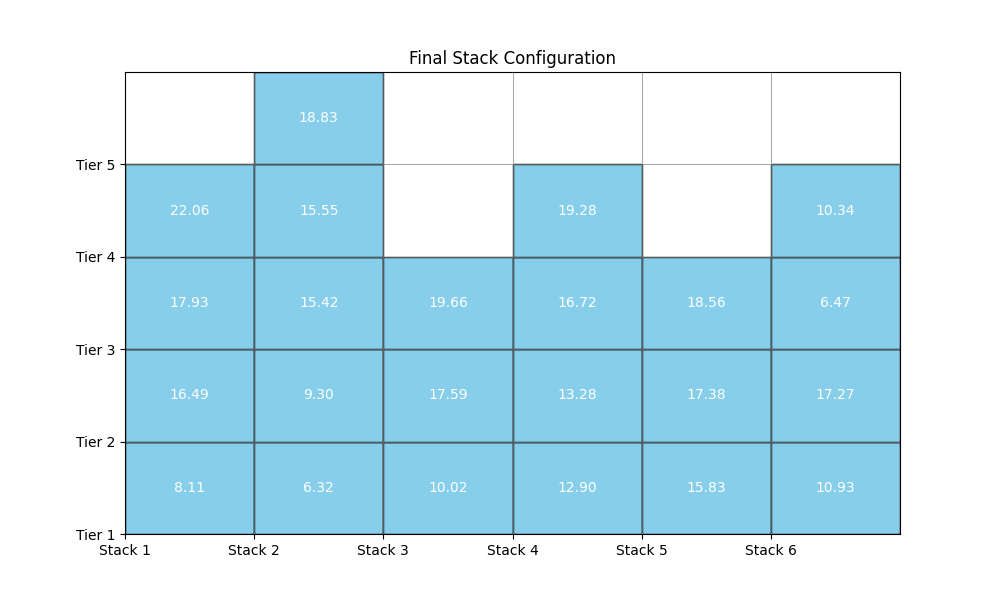 Final Stack Configuration
18.83
Tier 5
22.06 15.55 19.28 10.34
Tier 4
17.93 15.42 19.66 16.72 18.56 6.47
Tier 3
16.49 9.30 17.59 13.28 17.38 17.27
Tier 2
8.11 6.32 10.02 12.90 15.83 10.93
Tier 1
Stack 1 Stack 2 Stack 3 Stack 4 Stack 5 Stack 6